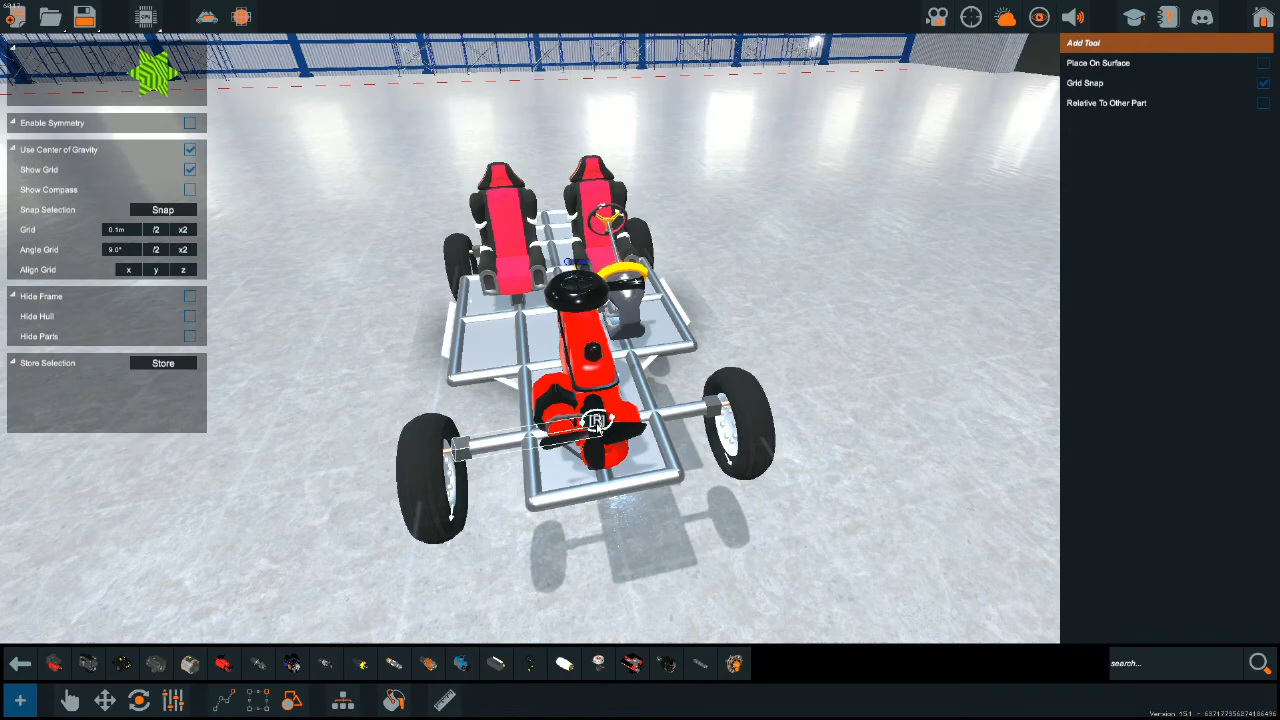 Add Tool
Place On Surface
Grid Snap
Relative To Other Part
Enable Symmetry
Use Center of Gravity
Show Grid
Show Compass
Snap Selection Snap
Grid 0.1m /2 x2
Angle Grid 9.0° /2 x2
Align Grid x y z
Hide Frame
Hide Hull
Hide Parts
Store Selection Store
search...